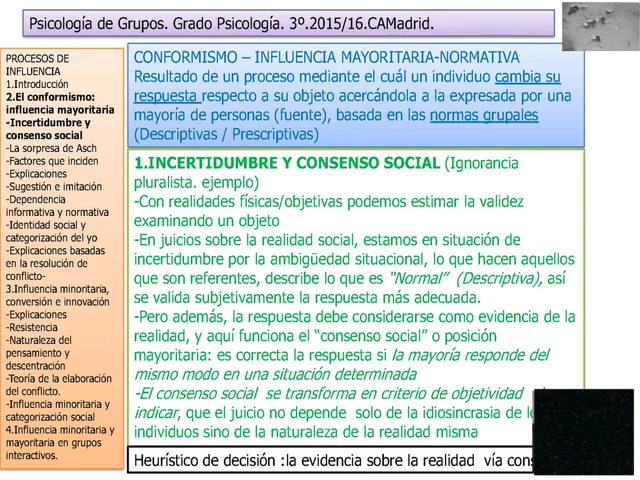 Psicología de Grupos. Grado Psicología. 3º.2015/16.CAMadrid.
PROCESOS DE
INFLUENCIA
1.Introducción
2.El conformismo:
influencia mayoritaria
-Incertidumbre y
consenso social
-La sorpresa de Asch
-Factores que inciden
-Explicaciones
-Sugestión e imitación
-Dependencia
informativa y normativa
-Identidad social y
categorización del yo
-Explicaciones basadas
en la resolución de
conflicto-
3.Influencia minoritaria,
conversión e innovación
-Explicaciones
-Resistencia
-Naturaleza del
pensamiento y
descentración
-Teoría de la elaboración
del conflicto.
-Influencia minoritaria y
categorización social
4.Influencia minoritaria y
mayoritaria en grupos
interactivos.
CONFORMISMO – INFLUENCIA MAYORITARIA-NORMATIVA
Resultado de un proceso mediante el cuál un individuo cambia su
respuesta respecto a su objeto acercándola a la expresada por una
mayoría de personas (fuente), basada en las normas grupales
(Descriptivas / Prescriptivas)
1.INCERTIDUMBRE Y CONSENSO SOCIAL (Ignorancia
pluralista. ejemplo)
-Con realidades físicas/objetivas podemos estimar la validez
examinando un objeto
-En juicios sobre la realidad social, estamos en situación de
incertidumbre por la ambigüedad situacional, lo que hacen aquellos
que son referentes, describe lo que es "Normal" (Descriptiva), así
se valida subjetivamente la respuesta más adecuada.
-Pero además, la respuesta debe considerarse como evidencia de la
realidad, y aquí funciona el "consenso social" o posición
mayoritaria: es correcta la respuesta si la mayoría responde del
mismo modo en una situación determinada
-El consenso social se transforma en criterio de objetividad
indicar, que el juicio no depende solo de la idiosincrasia de
individuos sino de la naturaleza de la realidad misma
Heurístico de decisión :la evidencia sobre la realidad vía